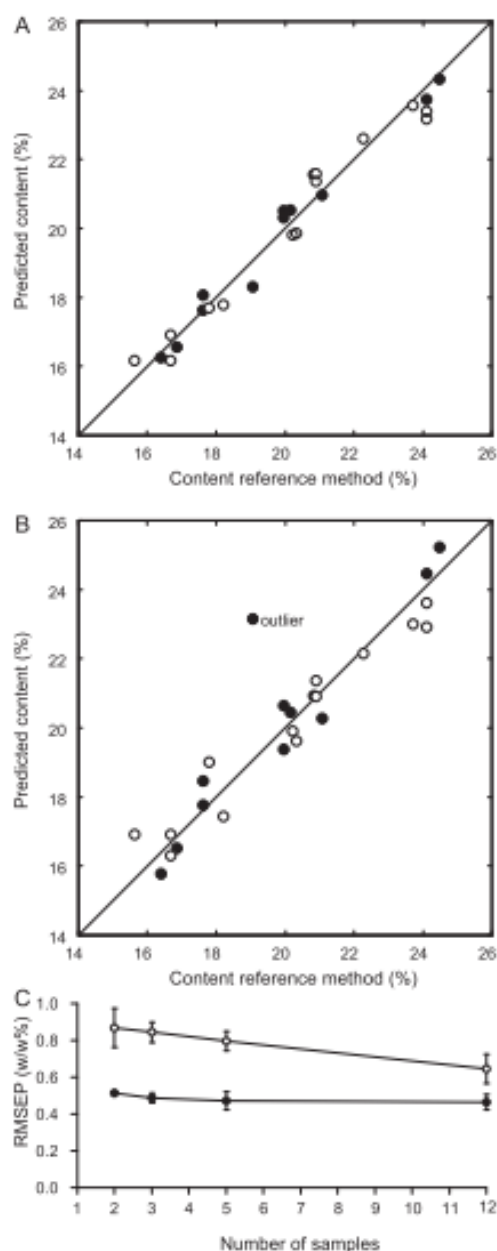 A
26
24
22
20
18
16
14
Predicted content (%)
14 16 18 20 22 24 26
Content reference method (%)
B
26
24
22
20
18
16
14
Predicted content (%)
outlier
14 16 18 20 22 24 26
Content reference method (%)
C
1.0
0.8
0.6
0.4
0.2
0.0
RMSEP (w/w%)
1 2 3 4 5 6 7 8 9 10 11 12
Number of samples